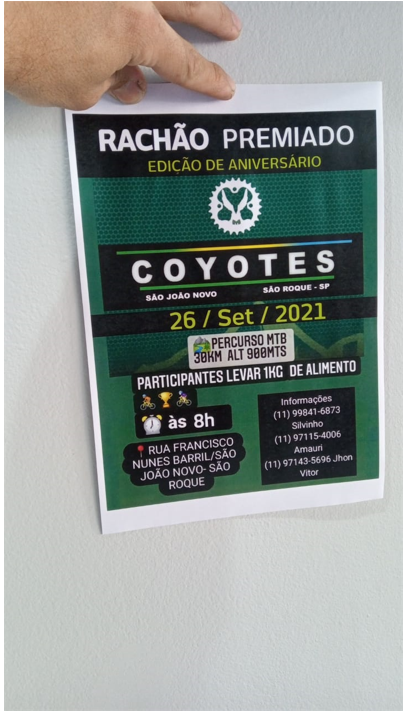 RACHÃO PREMIADO
EDIÇÃO DE ANIVERSÁRIO
COYOTES
SÃO JOÃO NOVO SÃO ROQUE - SP
26 / Set / 2021
PERCURSO MTB
30KM ALT 900MTS
PARTICIPANTES LEVAR 1KG DE ALIMENTO
às 8h
RUA FRANCISCO
NUNES BARRIL/SÃO
JOÃO NOVO- SÃO
ROQUE
Informações
(11) 99841-6873
Silvinho
(11) 97115-4006
Amauri
(11) 97143-5696 Jhon
Vitor